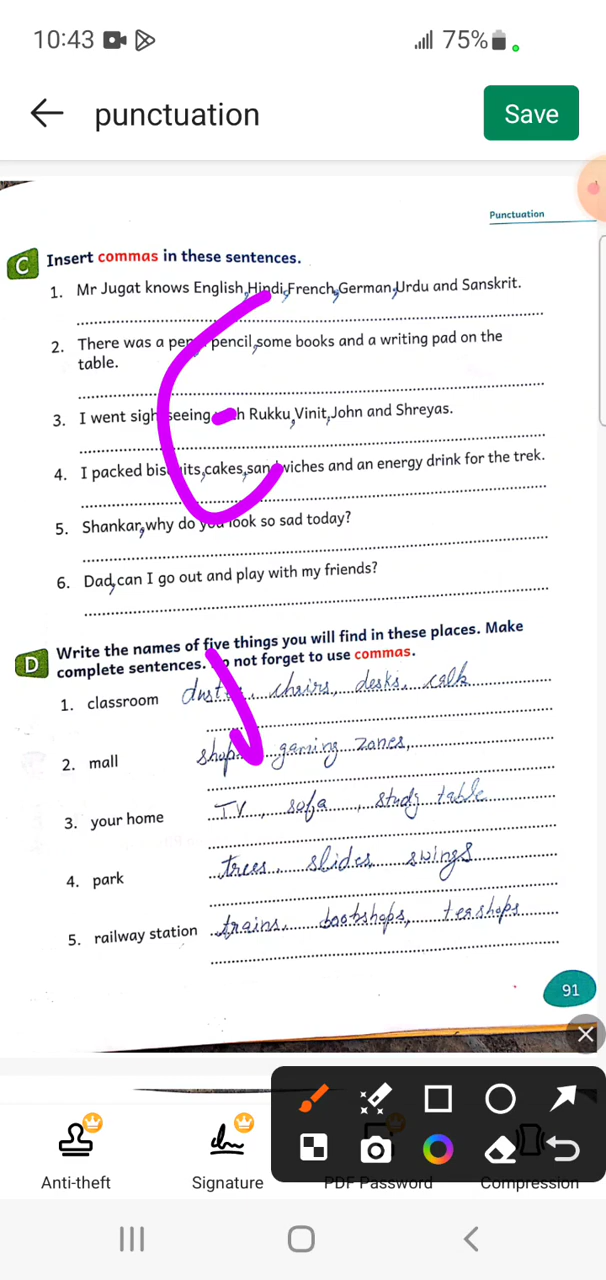 10:43 75%
punctuation Save
Punctuation
C Insert commas in these sentences.
1. Mr Jugat knows English, Hindi, French, German, Urdu and Sanskrit.
2. There was a pen, pencil, some books and a writing pad on the
table.
3. I went sightseeing with Rukku, Vinit, John and Shreyas.
4. I packed biscuits, cakes, sandwiches and an energy drink for the trek.
5. Shankar, why do you look so sad today?
6. Dad, can I go out and play with my friends?
D Write the names of five things you will find in these places. Make
complete sentences. Do not forget to use commas.
1. classroom chairs, desks, calk
2. mall gaming zones,
3. your home TV, sofa, study table
4. park trees, slides, swings
5. railway station trains, bookshops, teashops
91
Anti-theft Signature PDF Password Compression